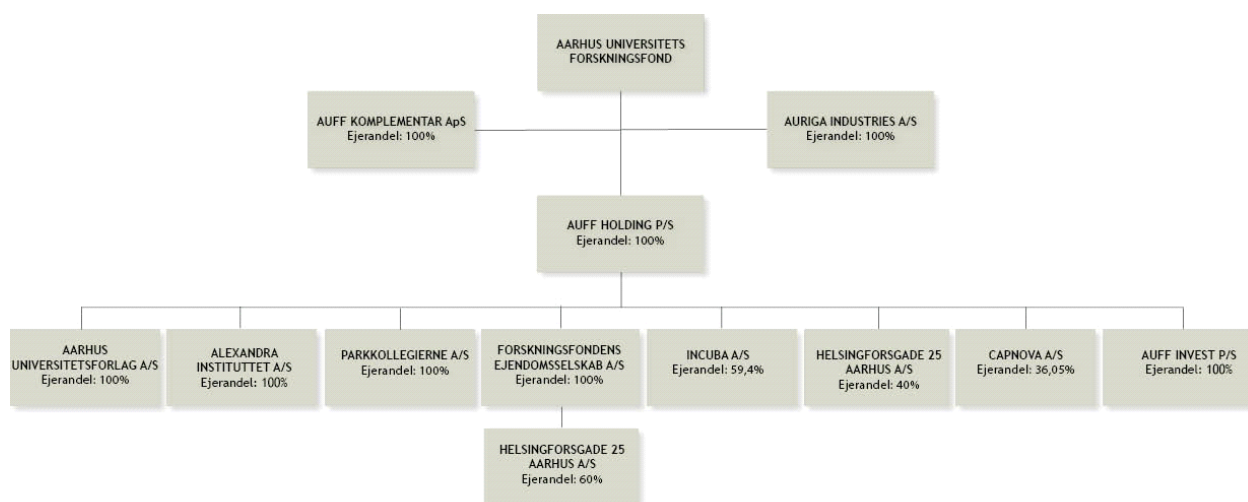 AARHUS UNIVERSITETS
FORSKNINGSFOND
AUFF KOMPLEMENTAR ApS
Ejerandel: 100%
AURIGA INDUSTRIES A/S
Ejerandel: 100%
AUFF HOLDING P/S
Ejerandel: 100%
AARHUS
UNIVERSITETSFORLAG A/S
Ejerandel: 100%
ALEXANDRA
INSTITUTTET A/S
Ejerandel: 100%
PARKKOLLEGIERNE A/S
Ejerandel: 100%
FORSKNINGSFONDENS
EJENDOMSSELSKAB A/S
Ejerandel: 100%
INCUBA A/S
Ejerandel: 59,4%
HELSINGFORSGADE 25
AARHUS A/S
Ejerandel: 40%
CAPNOVA A/S
Ejerandel: 36,05%
AUFF INVEST P/S
Ejerandel: 100%
HELSINGFORSGADE 25
AARHUS A/S
Ejerandel: 60%